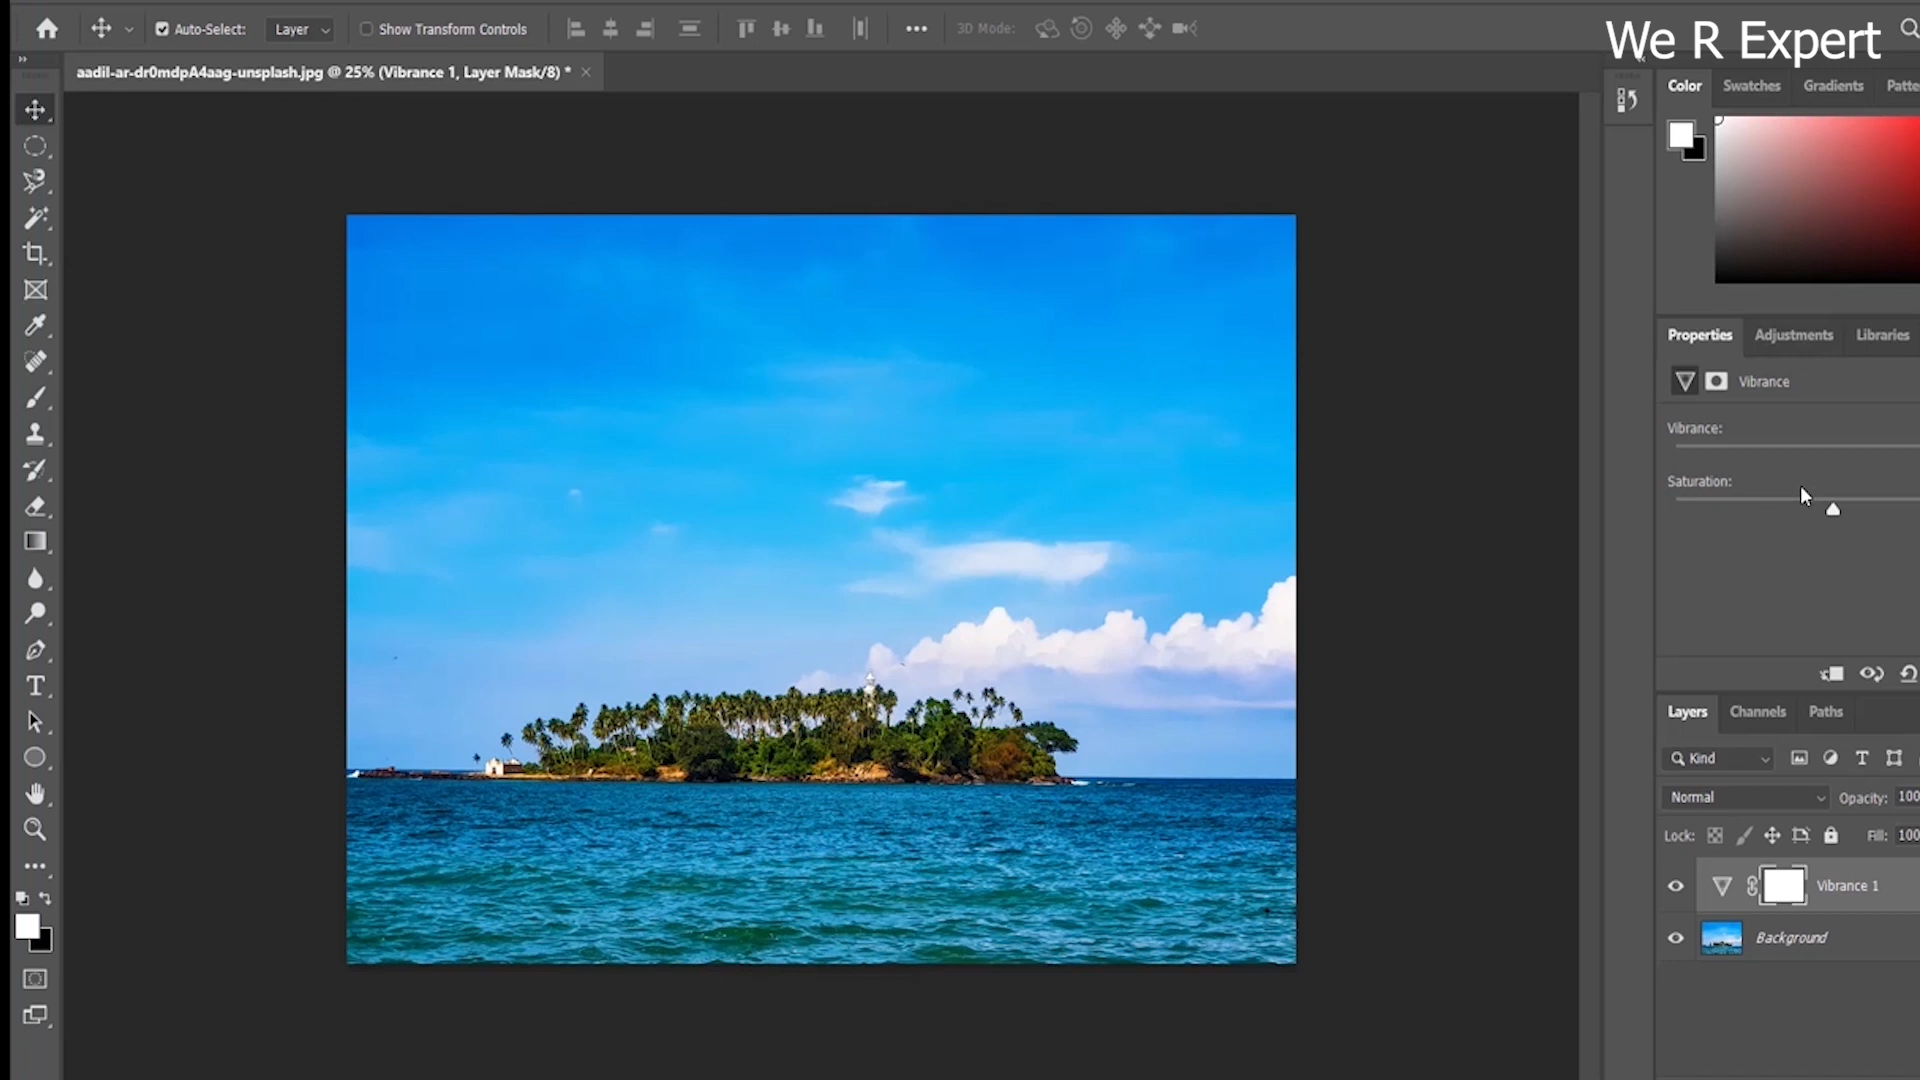 Auto-Select:
Layer
Show Transform Controls
3D Mode:
We R Expert
aadil-ar-dr0mdpA4aag-unsplash.jpg @ 25% (Vibrance 1, Layer Mask/8) *
Color
Swatches
Gradients
Patte
Properties
Adjustments
Libraries
Vibrance
Vibrance:
Saturation:
Layers
Channels
Paths
Kind
Normal
Opacity: 100
Lock:
Fill: 100
Vibrance 1
Background